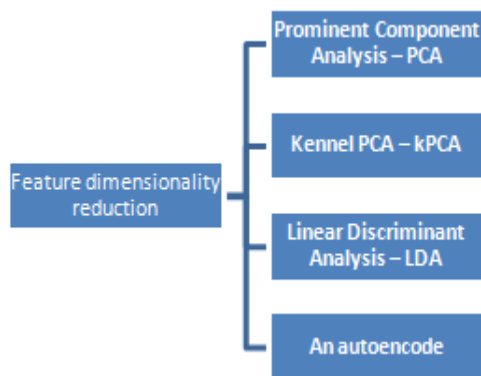 Prominent Component
Analysis – PCA
Kennel PCA – kPCA
Feature dimensionality
reduction
Linear Discriminant
Analysis – LDA
An autoencode